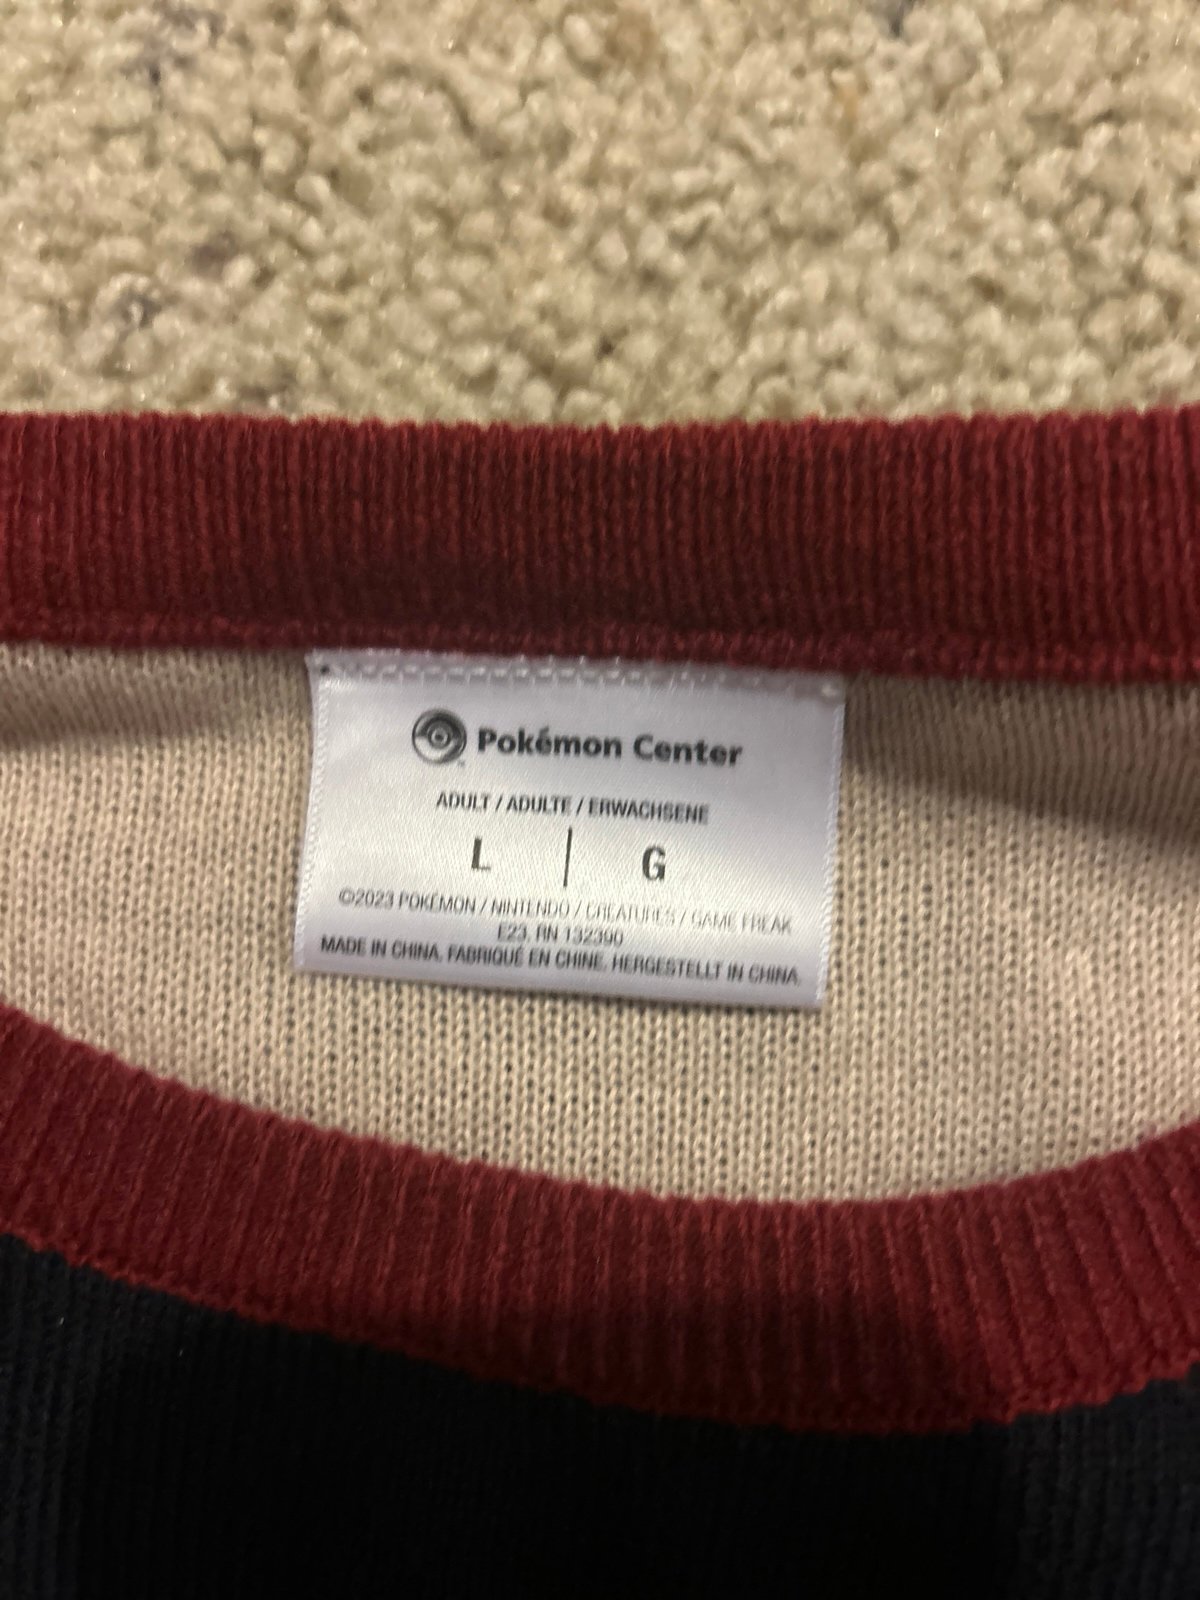 Pokémon Center
ADULT / ADULTE / ERWACHSENE
L | G
©2023 POKÉMON / NINTENDO / CREATURES / GAME FREAK
E23, RN 132390
MADE IN CHINA, FABRIQUÉ EN CHINE, HERGESTELLT IN CHINA,